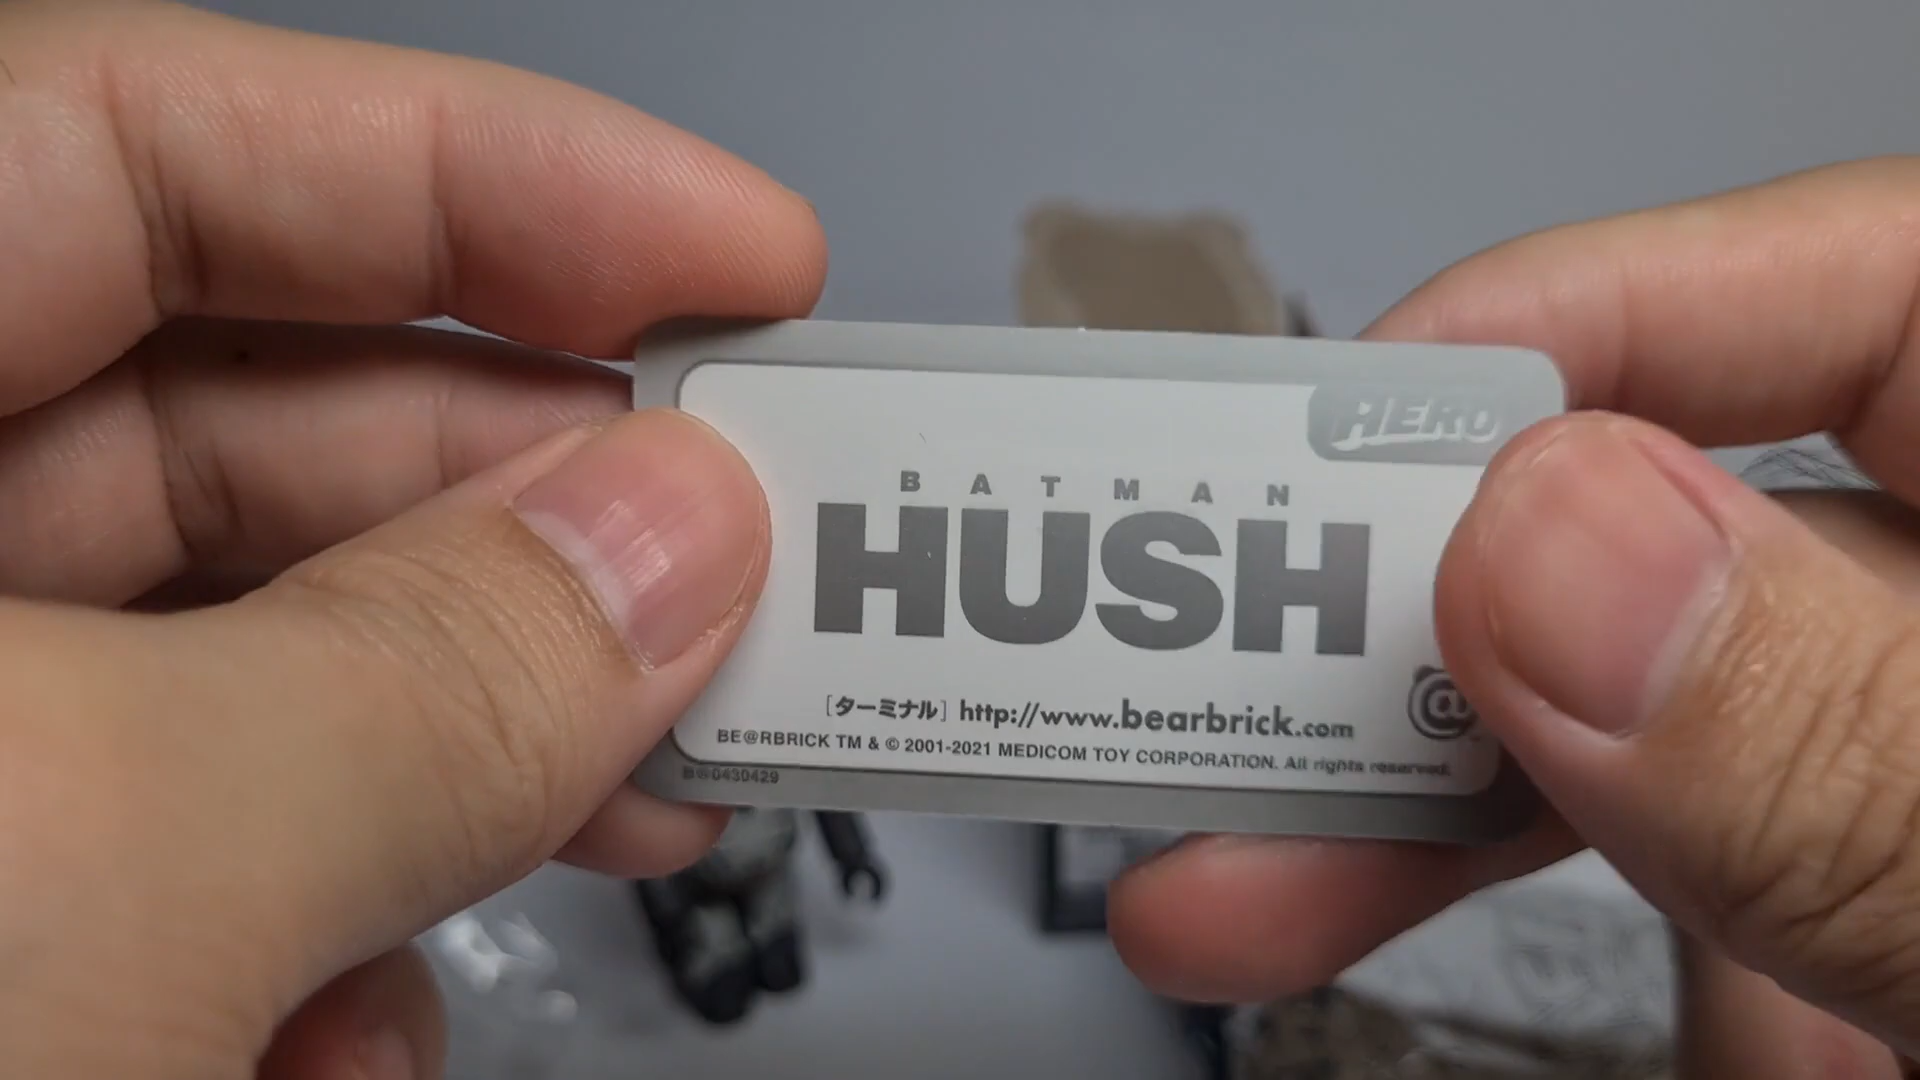 HERO
BATMAN
HUSH
[ターミナル] http://www.bearbrick.com
BE@RBRICK TM & © 2001-2021 MEDICOM TOY CORPORATION. All rights reserved.
B@0430429